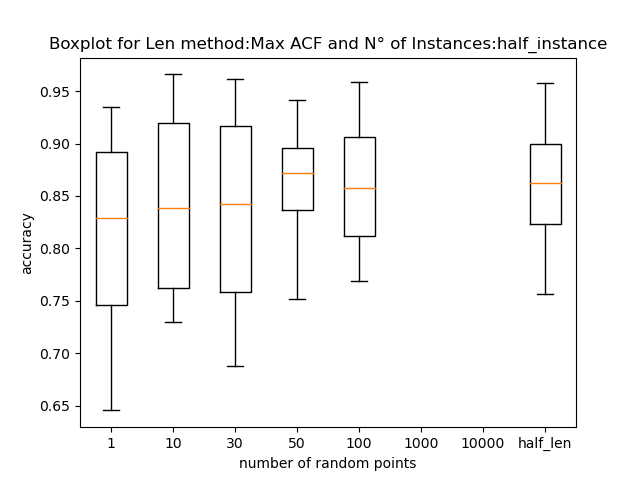 Boxplot for Len method:Max ACF and N° of Instances:half_instance
0.95
0.90
0.85
0.80
0.75
0.70
0.65
accuracy
1 10 30 50 100 1000 10000 half_len
number of random points